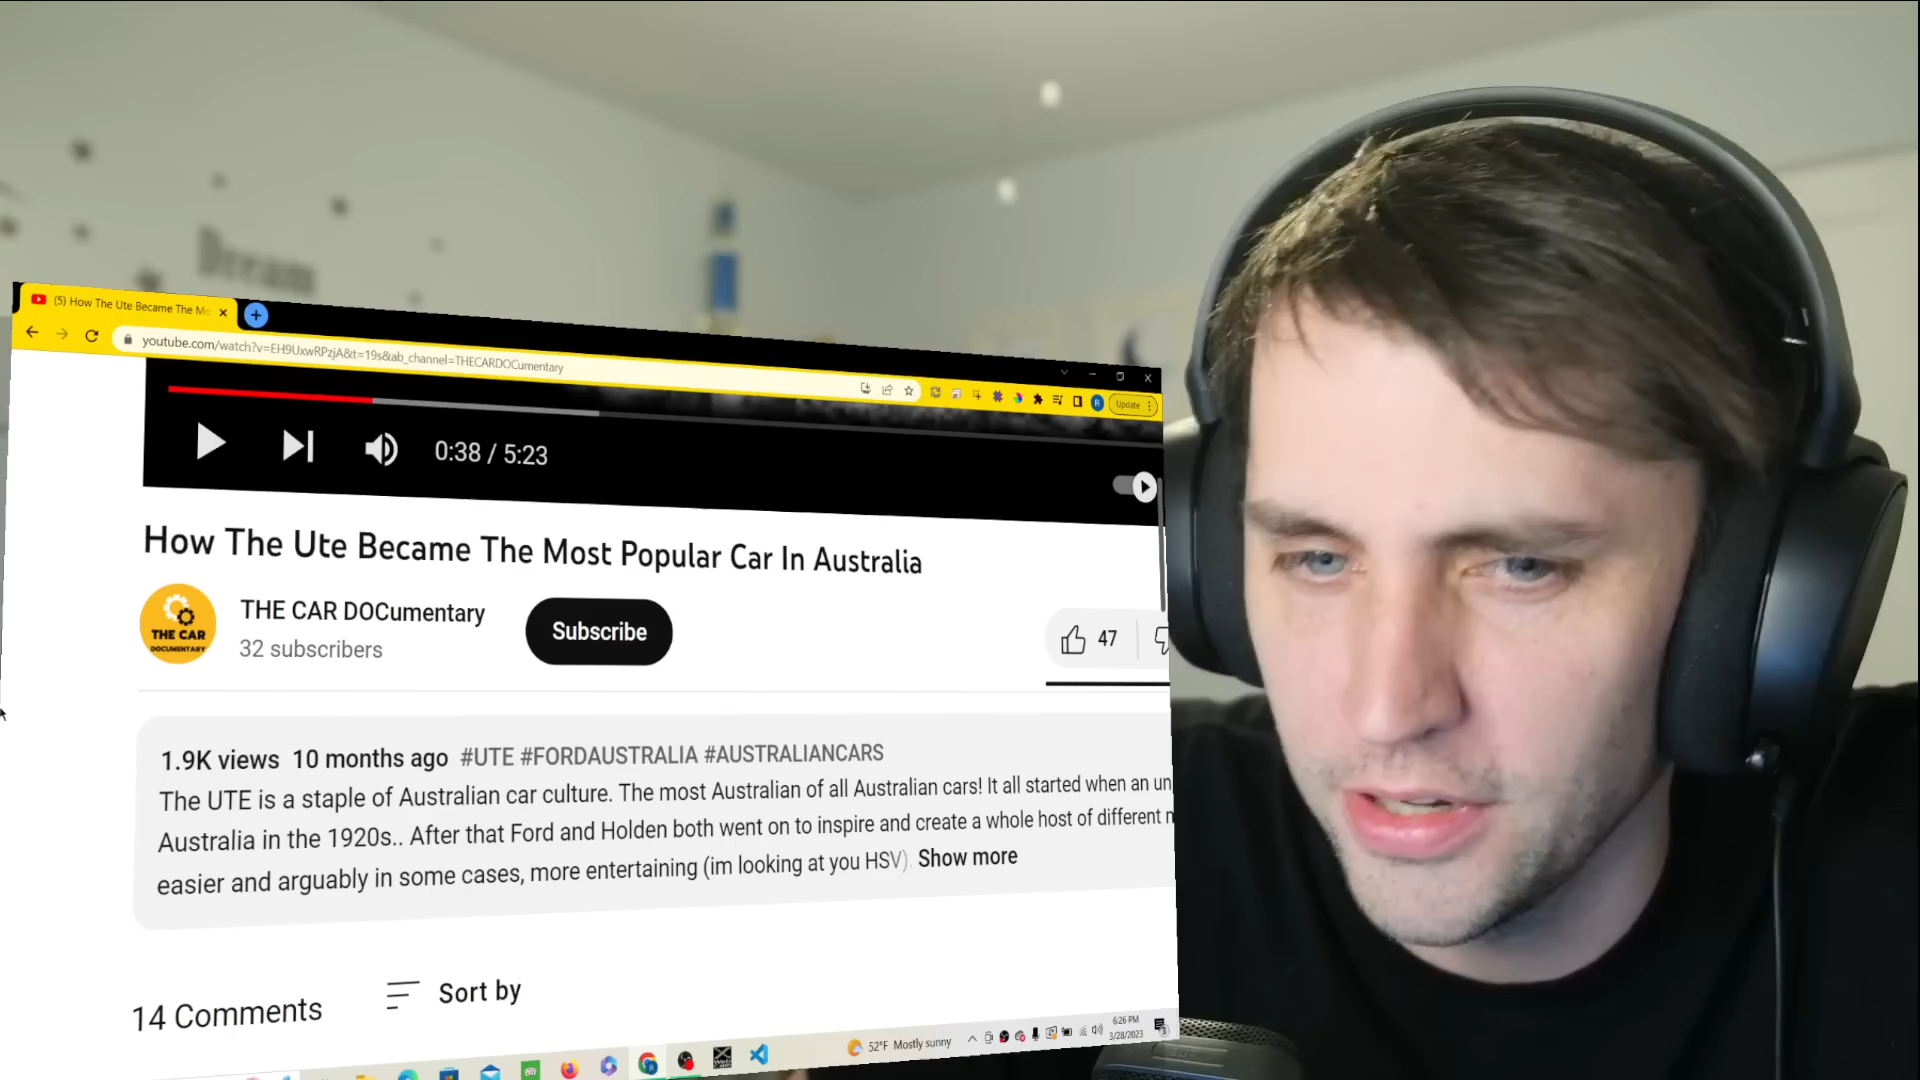 Dream
(5) How The Ute Became The Mo
youtube.com/watch?v=EH9UxwRPzjA&t=19s&ab_channel=THECARDOCumentary
Update
0:38 / 5:23
How The Ute Became The Most Popular Car In Australia
THE CAR
DOCUMENTARY
THE CAR DOCumentary
32 subscribers
Subscribe
47
1.9K views 10 months ago #UTE #FORDAUSTRALIA #AUSTRALIANCARS
The UTE is a staple of Australian car culture. The most Australian of all Australian cars! It all started when an un
Australia in the 1920s.. After that Ford and Holden both went on to inspire and create a whole host of different
easier and arguably in some cases, more entertaining (im looking at you HSV) Show more
14 Comments
Sort by
52°F Mostly sunny
6:26 PM
3/28/2023